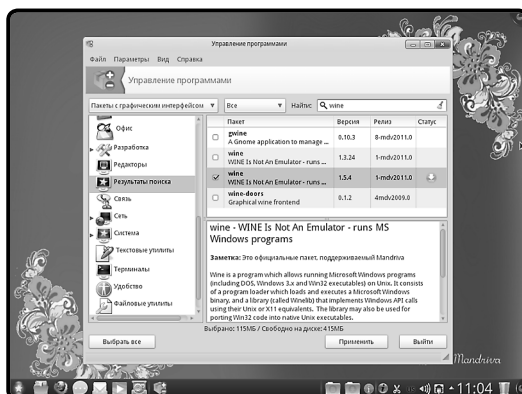 Управление программами
Файл Параметры Вид Справка
Управление программами
Пакеты с графическим интерфейсом Все Найти: wine
Пакет Версия Релиз Статус
gwine
A Gnome application to manage ... 0.10.3 8-mdv2011.0
wine
WINE Is Not An Emulator - runs ... 1.3.24 1-mdv2011.0
wine
WINE Is Not An Emulator - runs ... 1.5.4 1-mdv2011.0
wine-doors
Graphical wine frontend 0.1.2 4mdv2009.0
Офис
Разработка
Редакторы
Результаты поиска
Связь
Сеть
Система
Текстовые утилиты
Терминалы
Удобство
Файловые утилиты
wine - WINE Is Not An Emulator - runs MS
Windows programs
Заметка: Это официальные пакет, поддерживаемый Mandriva
Wine is a program which allows running Microsoft Windows programs
(including DOS, Windows 3.x and Win32 executables) on Unix. It consists
of a program loader which loads and executes a Microsoft Windows
binary, and a library (called Winelib) that implements Windows API calls
using their Unix or X11 equivalents. The library may also be used for
porting Win32 code into native Unix executables.
Выбрано: 115МБ / Свободно на диске: 415МБ
Выбрать все Применить Выйти
Mandriva
11:04